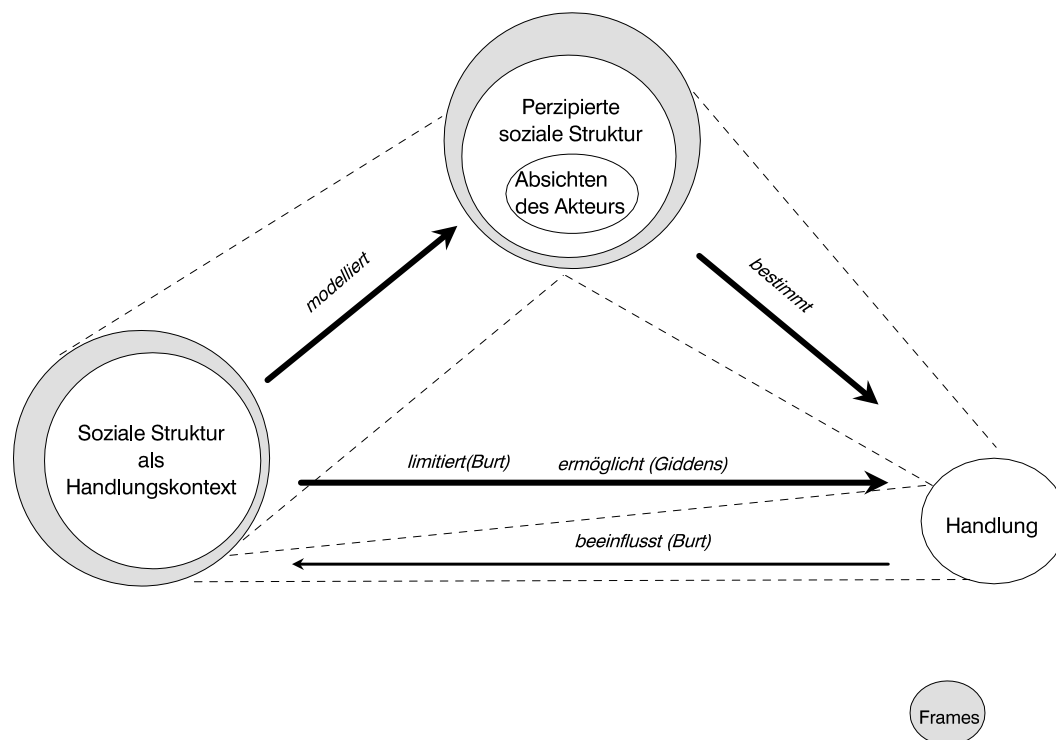 Perzipierte
soziale Struktur
Absichten
des Akteurs
modelliert
bestimmt
Soziale Struktur
als
Handlungskontext
limitiert(Burt) ermöglicht (Giddens)
Handlung
beeinflusst (Burt)
Frames